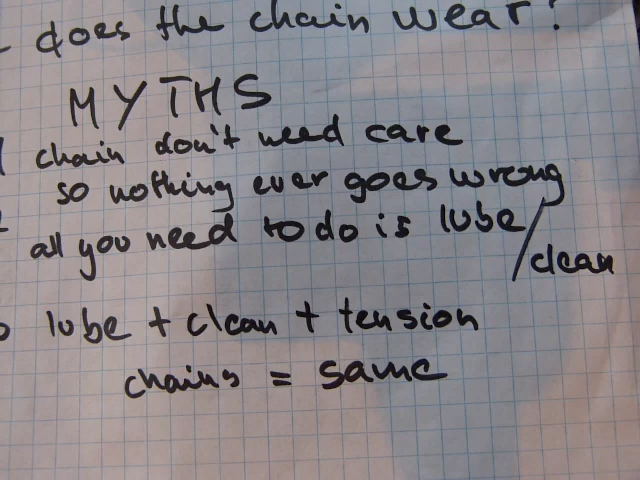 does the chain wear?
MYTHS
chain don't need care
so nothing ever goes wrong
all you need to do is lube/
clean
lube + clean + tension
chains = same